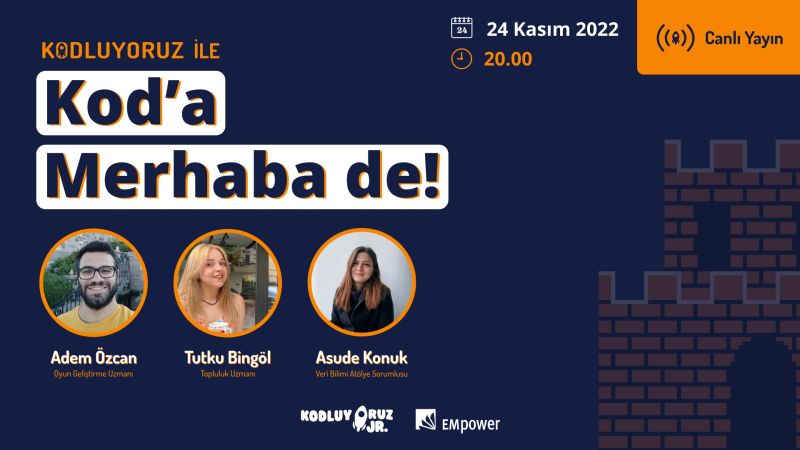 KODLUYORUZ İLE
Kod’a
Merhaba de!
24
24 Kasım 2022
20.00
Canlı Yayın
Adem Özcan
Oyun Geliştirme Uzmanı
Tutku Bingöl
Topluluk Uzmanı
Asude Konuk
Veri Bilimi Atölye Sorumlusu
KODLUYORUZ
JR.
EMpower